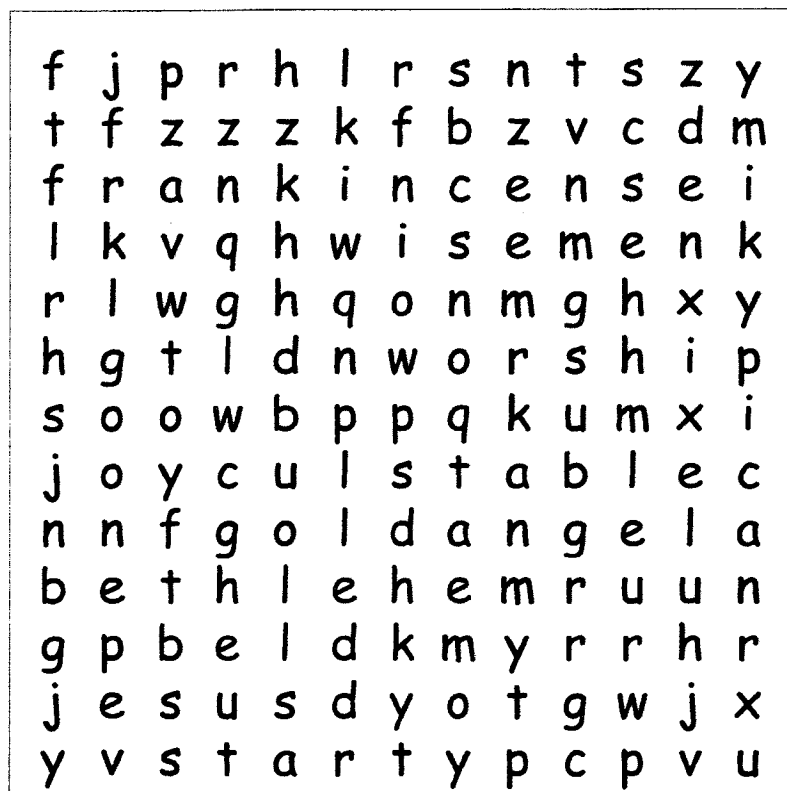 f j p r h l r s n t s z y
t f z z z k f b z v c d m
f r a n k i n c e n s e i
l k v q h w i s e m e n k
r l w g h q o n m g h x y
h g t l d n w o r s h i p
s o o w b p p q k u m x i
j o y c u l s t a b l e c
n n f g o l d a n g e l a
b e t h l e h e m r u u n
g p b e l d k m y r r h r
j e s u s d y o t g w j x
y v s t a r t y p c p v u